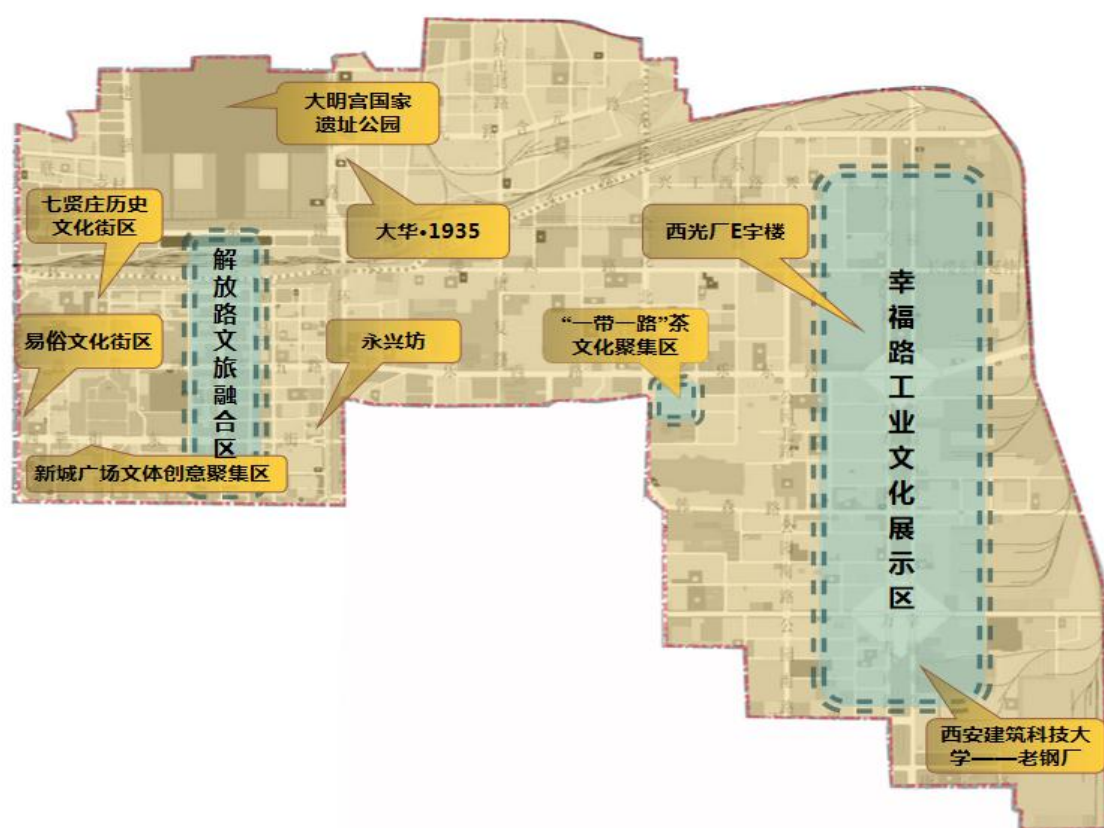 大明宫国家
遗址公园
七贤庄历史
文化街区
大华•1935
西光厂E字楼
解放路文旅融合区
幸福路工业文化展示区
易俗文化街区
永兴坊
“一带一路”茶
文化聚集区
新城广场文体创意聚集区
西安建筑科技大
学——老钢厂